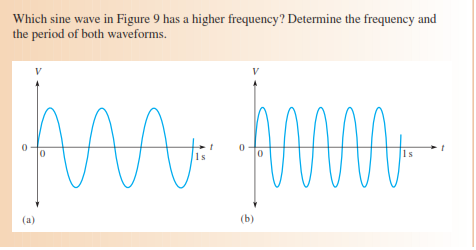 Which sine wave in Figure 9 has a higher frequency? Determine the frequency and
the period of both waveforms.
V V
0 0 1 s t 0 0 1 s t
(a) (b)